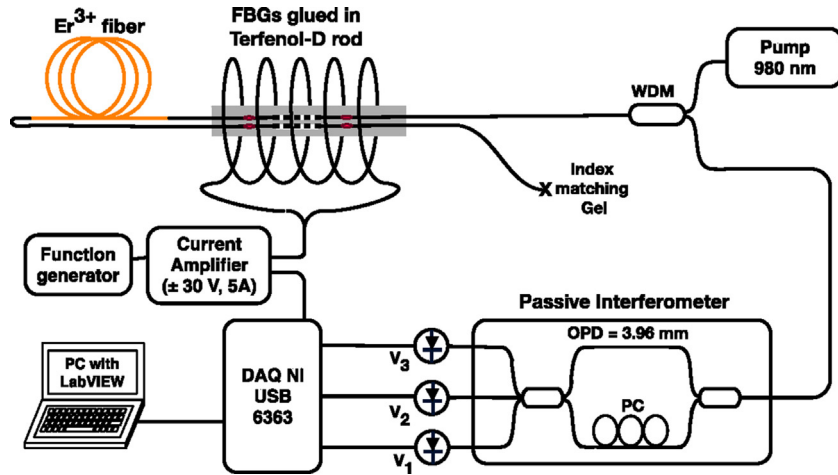 Er3+ fiber
FBGs glued in
Terfenol-D rod
Pump
980 nm
WDM
X
Index
matching
Gel
Function
generator
Current
Amplifier
(± 30 V, 5A)
Passive Interferometer
OPD = 3.96 mm
PC with
LabVIEW
DAQ NI
USB
6363
V3
V2
V1
PC